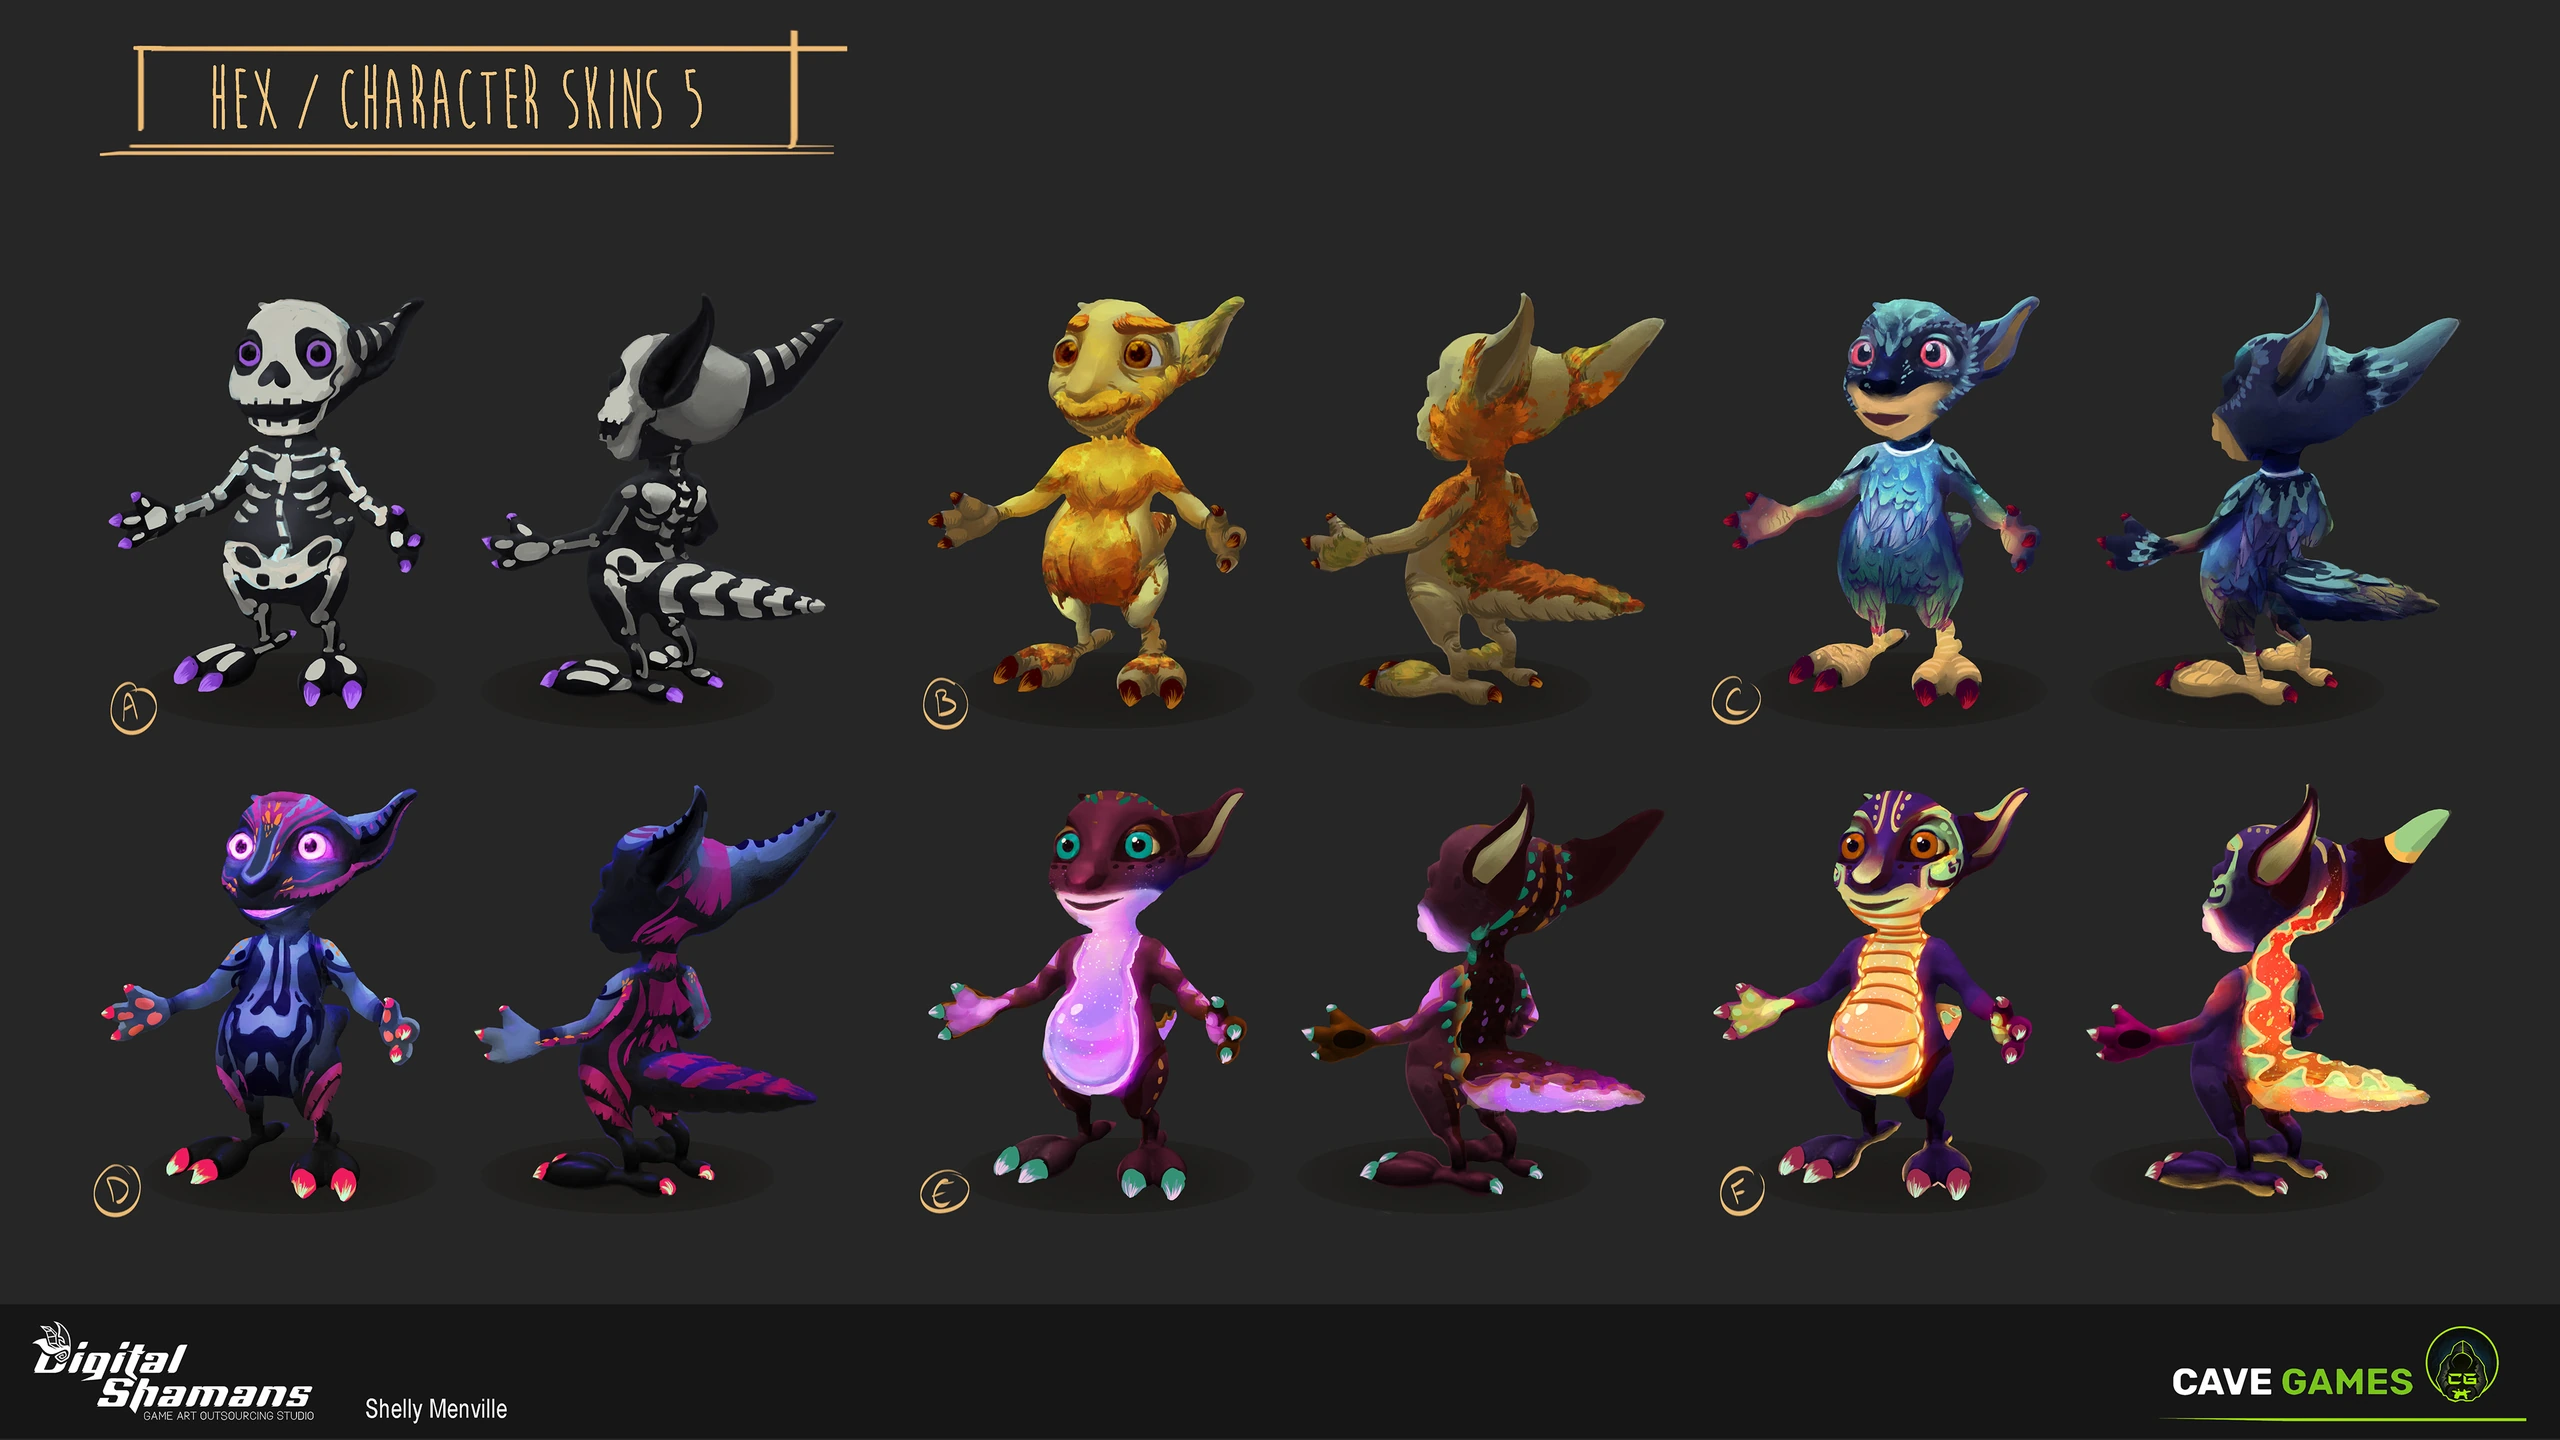 HEX / CHARACTER SKINS 5
A
B
C
D
E
F
Digital
Shamans
GAME ART OUTSOURCING STUDIO
Shelly Menville
CAVE GAMES
CG